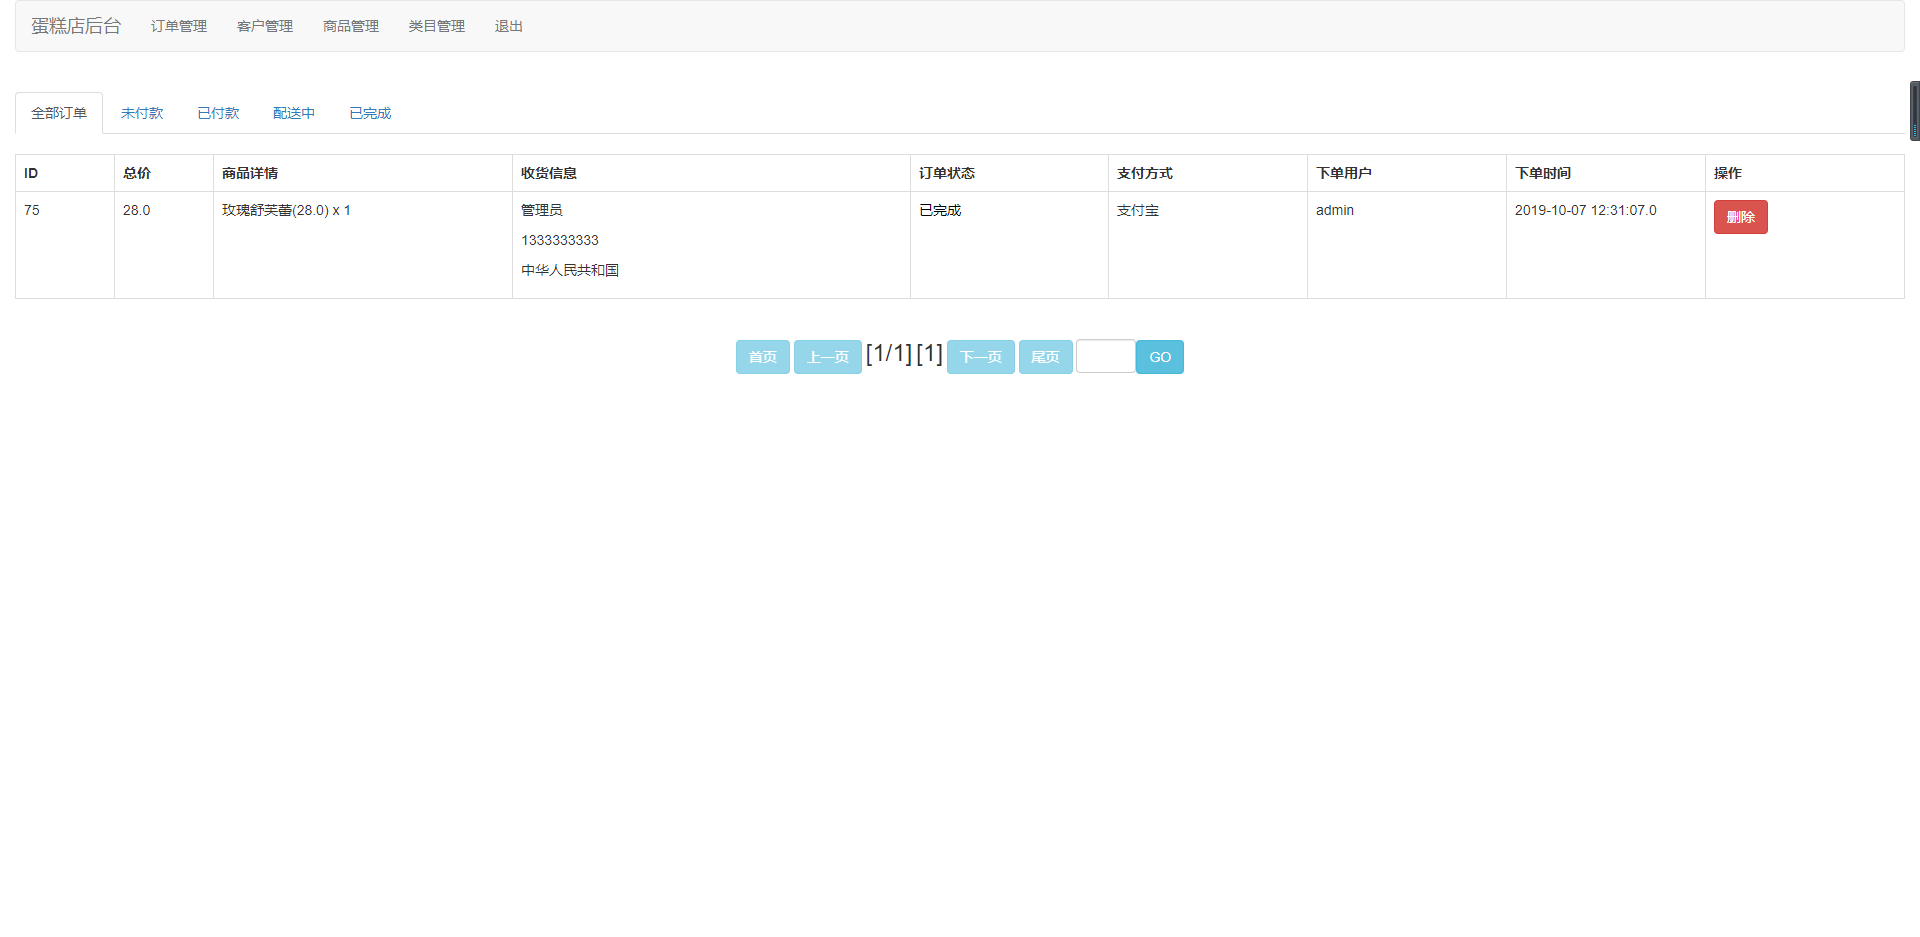 蛋糕店后台 订单管理 客户管理 商品管理 类目管理 退出
全部订单 未付款 已付款 配送中 已完成
ID 总价 商品详情 收货信息 订单状态 支付方式 下单用户 下单时间 操作
75 28.0 玫瑰舒芙蕾(28.0) x 1 管理员 已完成 支付宝 admin 2019-10-07 12:31:07.0 删除
1333333333
中华人民共和国
首页 上一页 [1/1] [1] 下一页 尾页 GO